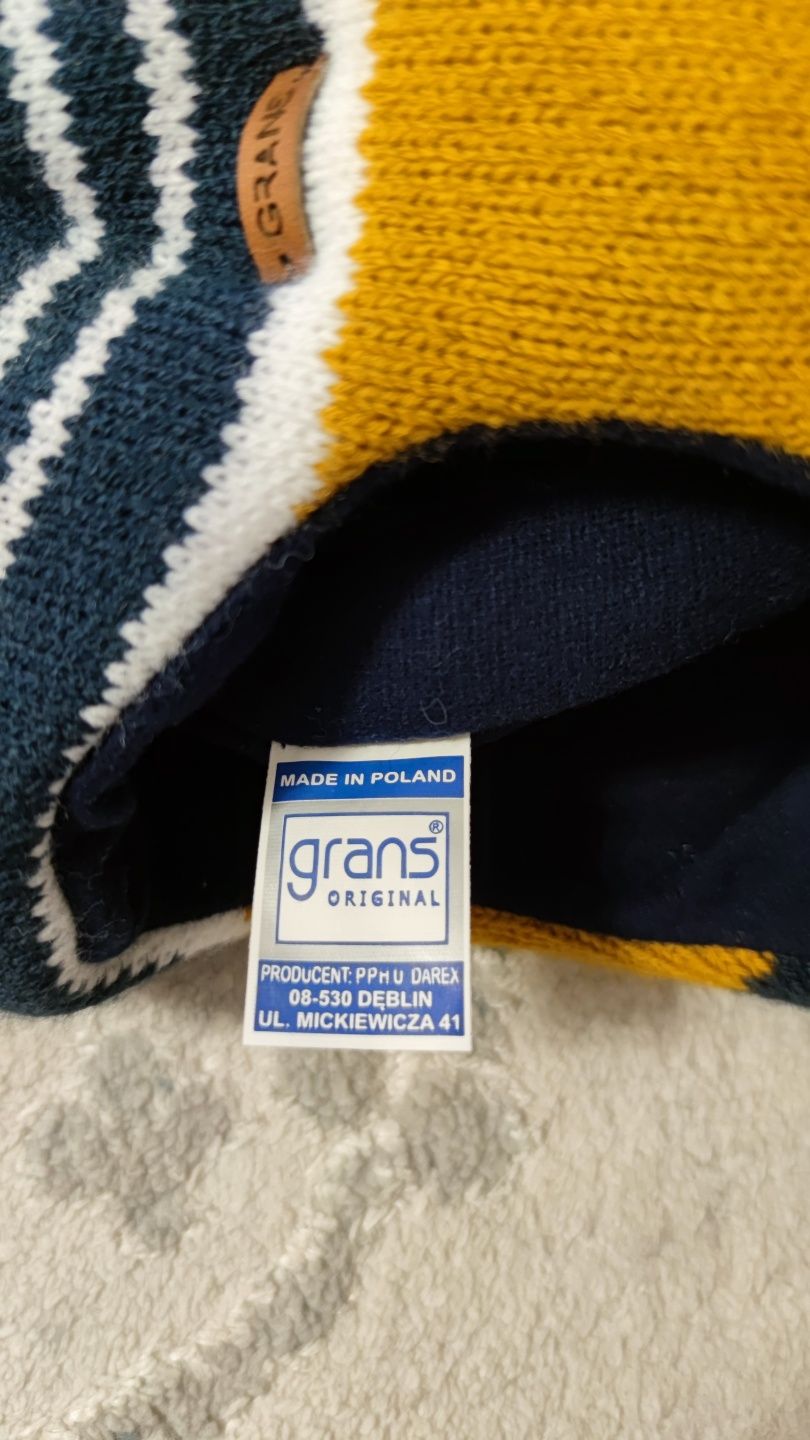 GRANS
MADE IN POLAND
grans®
ORIGINAL
PRODUCENT: PPHU DAREX
08-530 DĘBLIN
UL. MICKIEWICZA 41